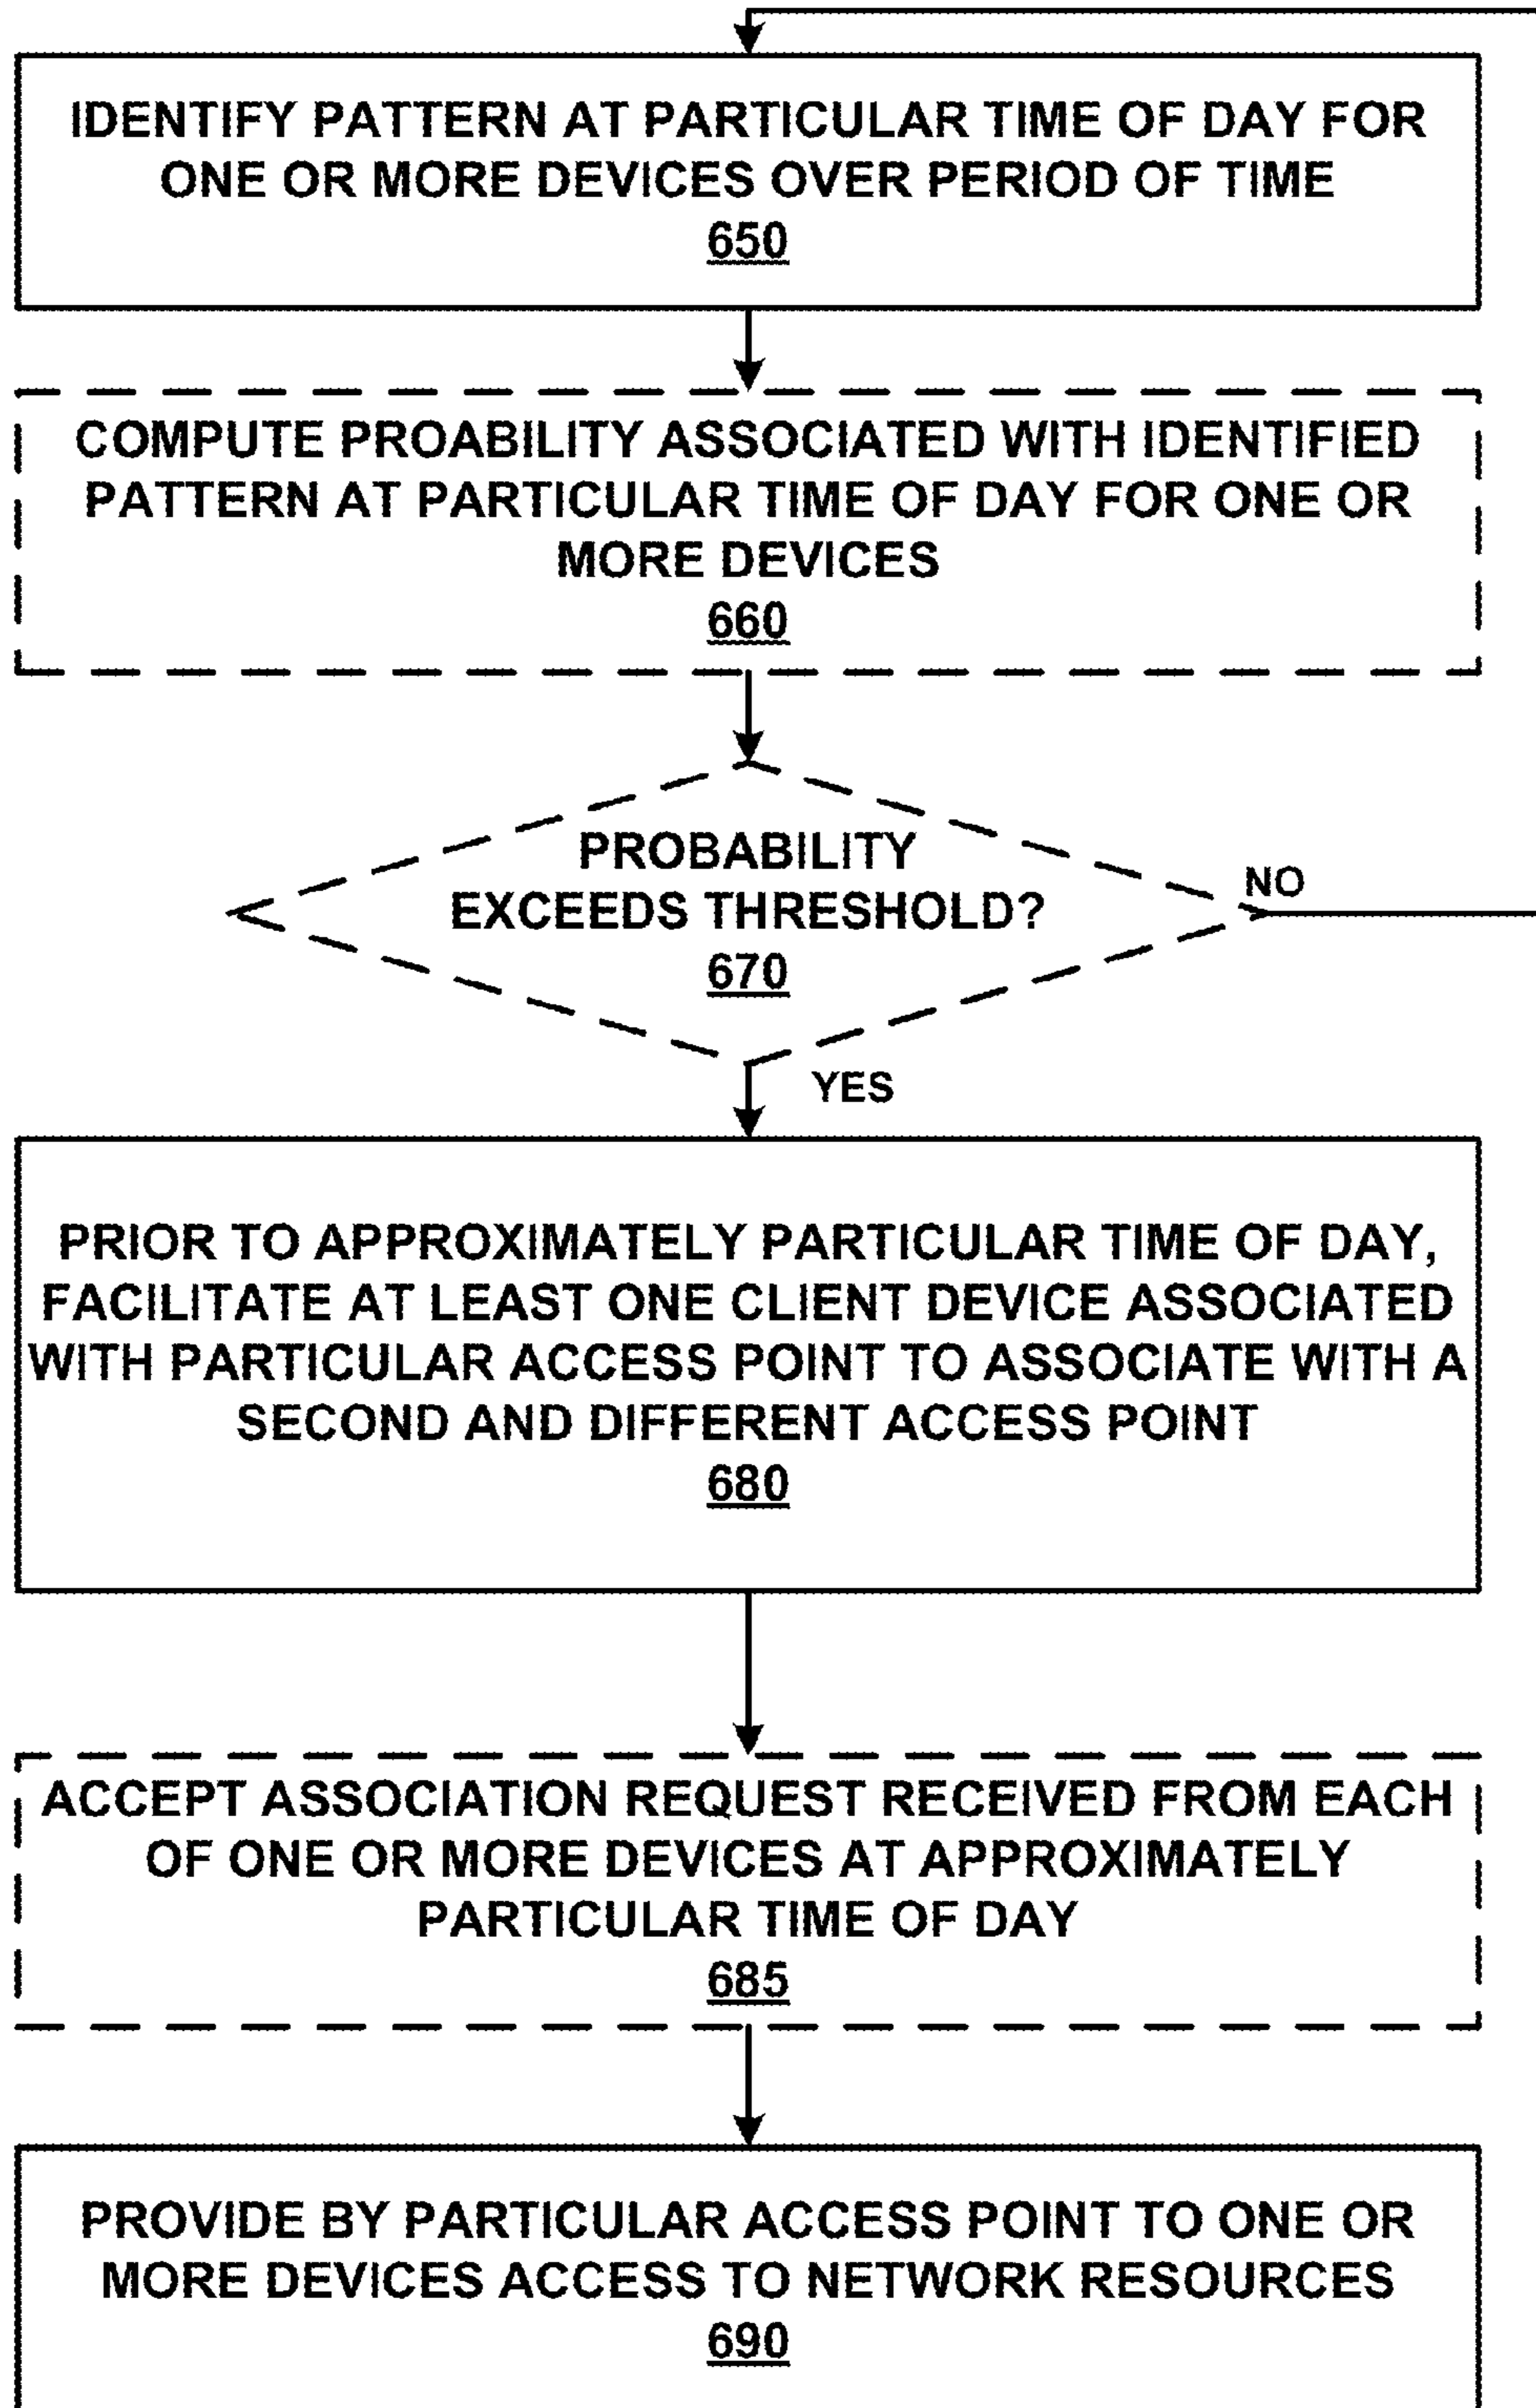 IDENTIFY PATTERN AT PARTICULAR TIME OF DAY FOR
ONE OR MORE DEVICES OVER PERIOD OF TIME
650
COMPUTE PROABILITY ASSOCIATED WITH IDENTIFIED
PATTERN AT PARTICULAR TIME OF DAY FOR ONE OR
MORE DEVICES
660
PROBABILITY
EXCEEDS THRESHOLD?
670
NO
YES
PRIOR TO APPROXIMATELY PARTICULAR TIME OF DAY,
FACILITATE AT LEAST ONE CLIENT DEVICE ASSOCIATED
WITH PARTICULAR ACCESS POINT TO ASSOCIATE WITH A
SECOND AND DIFFERENT ACCESS POINT
680
ACCEPT ASSOCIATION REQUEST RECEIVED FROM EACH
OF ONE OR MORE DEVICES AT APPROXIMATELY
PARTICULAR TIME OF DAY
685
PROVIDE BY PARTICULAR ACCESS POINT TO ONE OR
MORE DEVICES ACCESS TO NETWORK RESOURCES
690